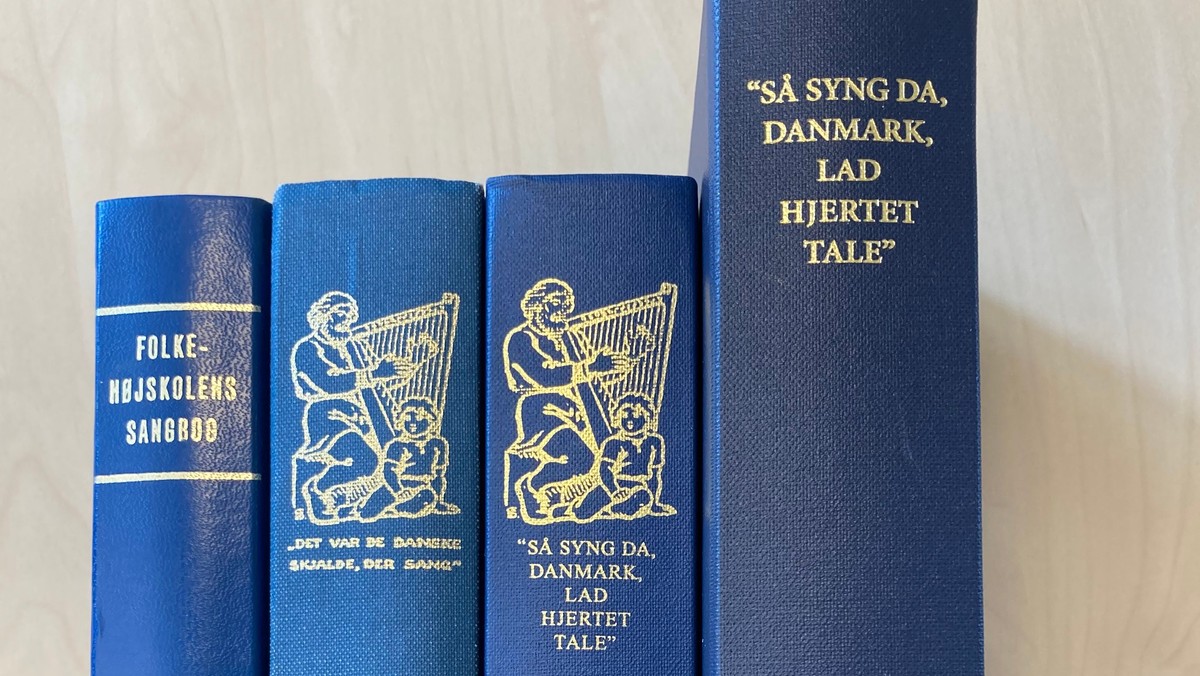 FOLKE-
HØJSKOLENS
SANGBOG
„DET VAR DE DANSKE
SKJALDE, DER SANG“
“SÅ SYNG DA,
DANMARK,
LAD
HJERTET
TALE”
“SÅ SYNG DA,
DANMARK,
LAD
HJERTET
TALE”